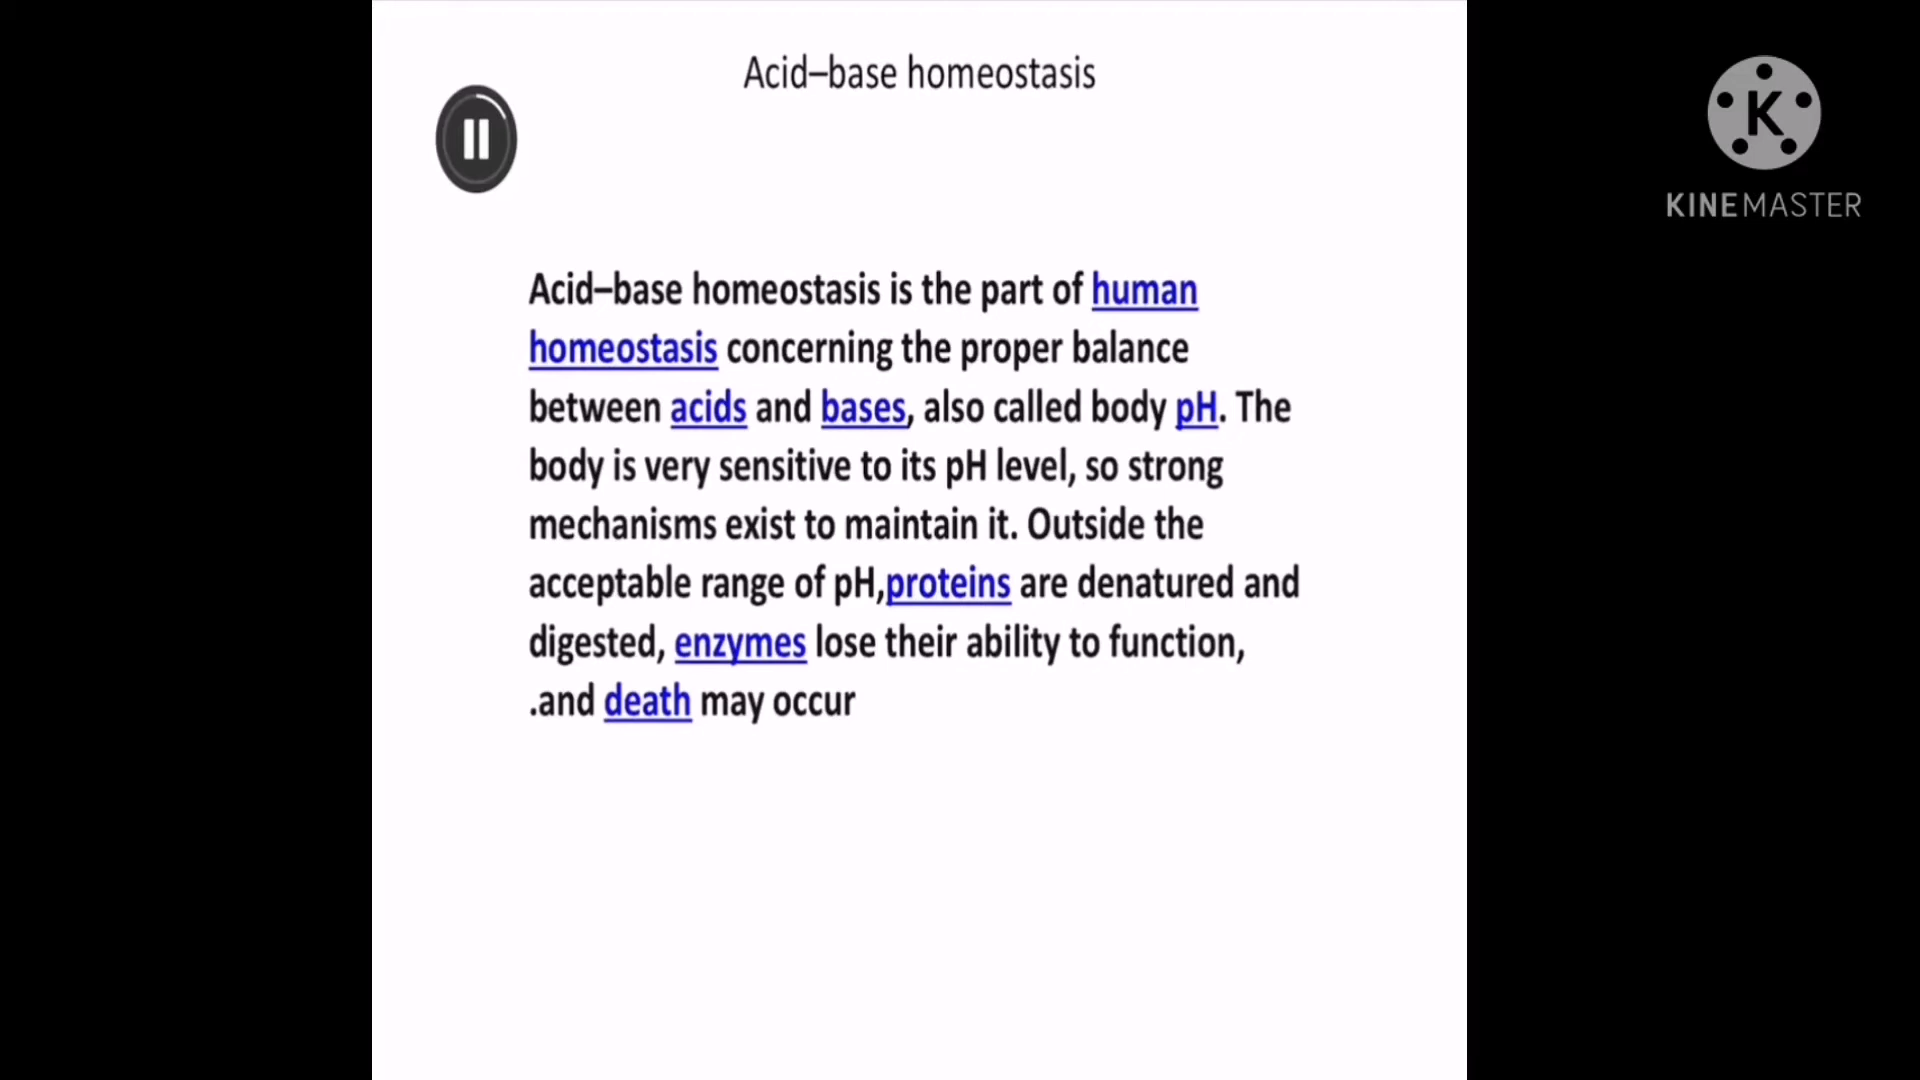 Acid–base homeostasis
K
KINEMASTER
Acid–base homeostasis is the part of human
homeostasis concerning the proper balance
between acids and bases, also called body pH. The
body is very sensitive to its pH level, so strong
mechanisms exist to maintain it. Outside the
acceptable range of pH,proteins are denatured and
digested, enzymes lose their ability to function,
.and death may occur